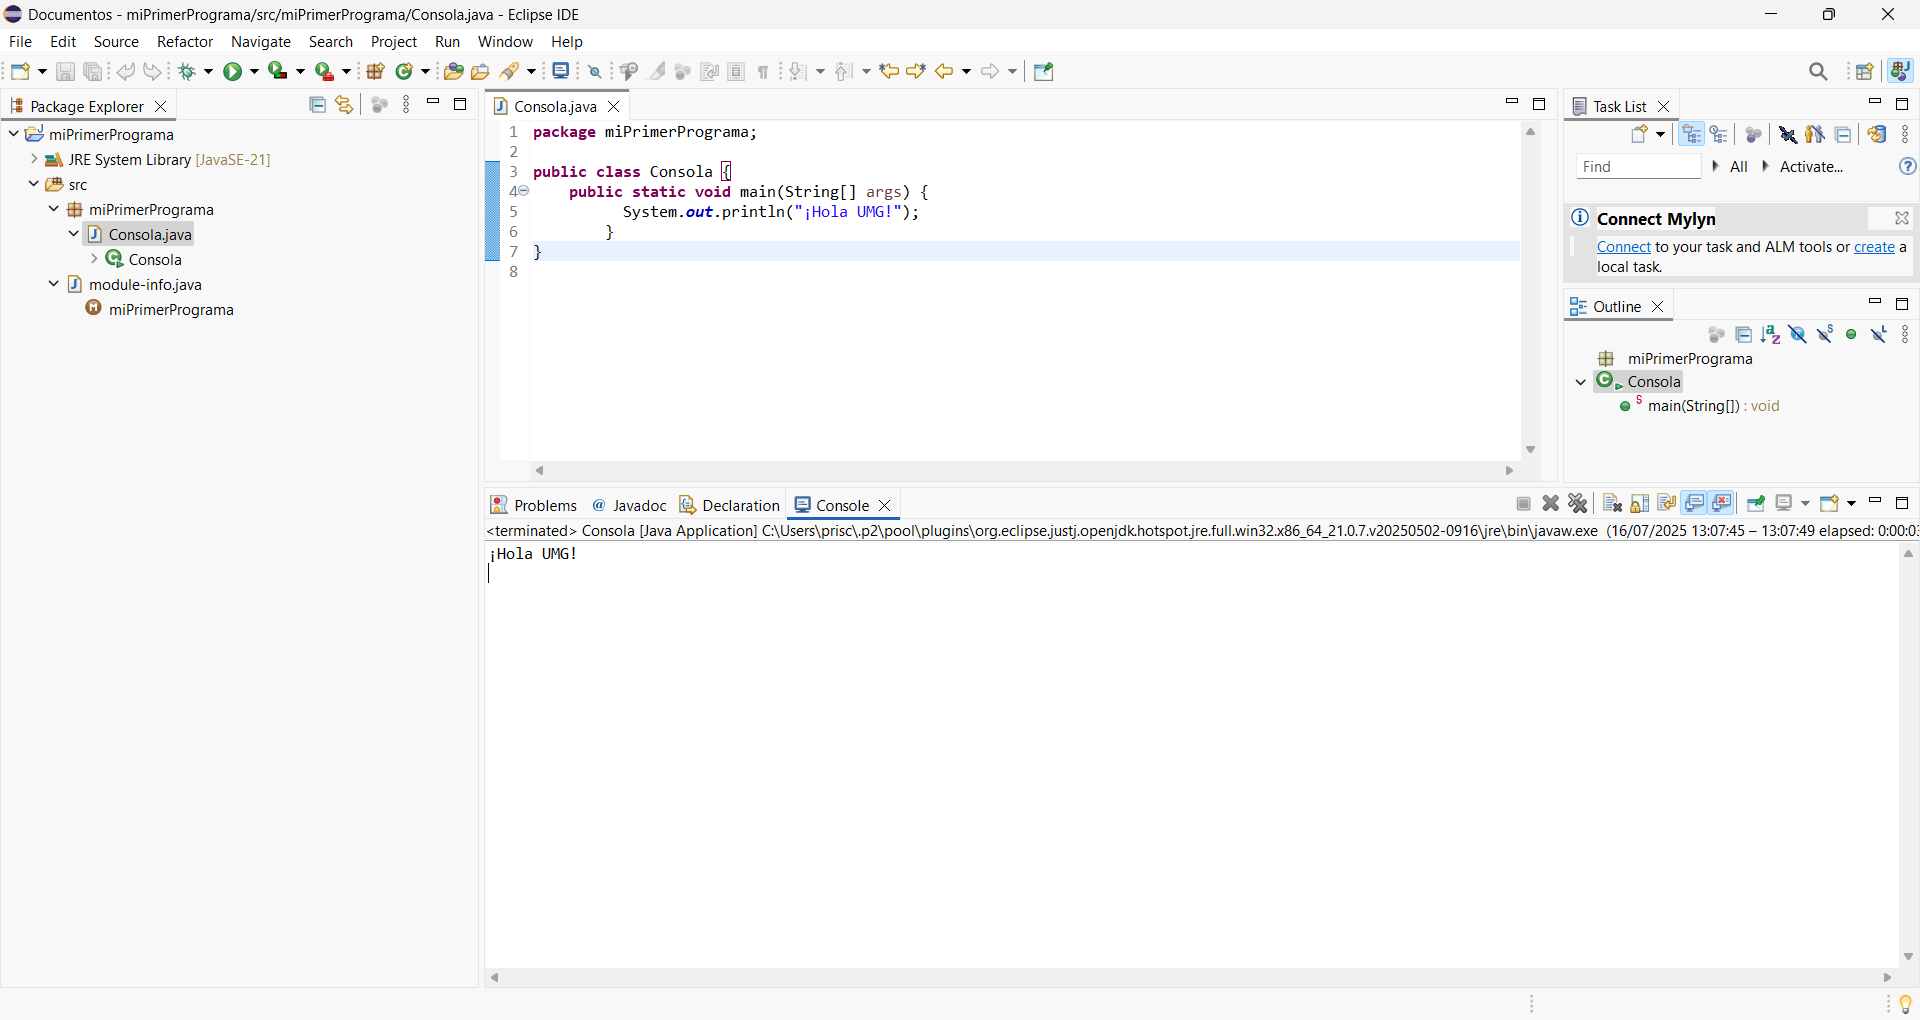 Documentos - miPrimerPrograma/src/miPrimerPrograma/Consola.java - Eclipse IDE
File Edit Source Refactor Navigate Search Project Run Window Help
Package Explorer
miPrimerPrograma
JRE System Library [JavaSE-21]
src
miPrimerPrograma
Consola.java
Consola
module-info.java
miPrimerPrograma
Consola.java
1 package miPrimerPrograma;
2
3 public class Consola {
4 public static void main(String[] args) {
5 System.out.println("¡Hola UMG!");
6 }
7 }
8
Task List
Find All Activate...
Connect Mylyn
Connect to your task and ALM tools or create a
local task.
Outline
miPrimerPrograma
Consola
main(String[]) : void
Problems Javadoc Declaration Console
<terminated> Consola [Java Application] C:\Users\prisc\.p2\pool\plugins\org.eclipse.justj.openjdk.hotspot.jre.full.win32.x86_64_21.0.7.v20250502-0916\jre\bin\javaw.exe (16/07/2025 13:07:45 – 13:07:49 elapsed: 0:00:0
¡Hola UMG!